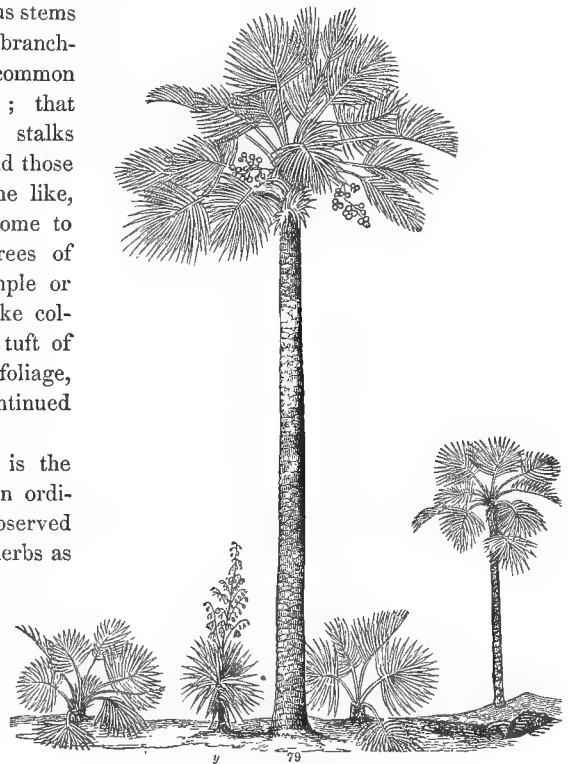 us stems
branch-
common
; that
stalks
d those
ne like,
ome to
rees of
nple or
ke col-
tuft of
foliage,
ntinued
is the
n ordi-
bserved
erbs as
y 79